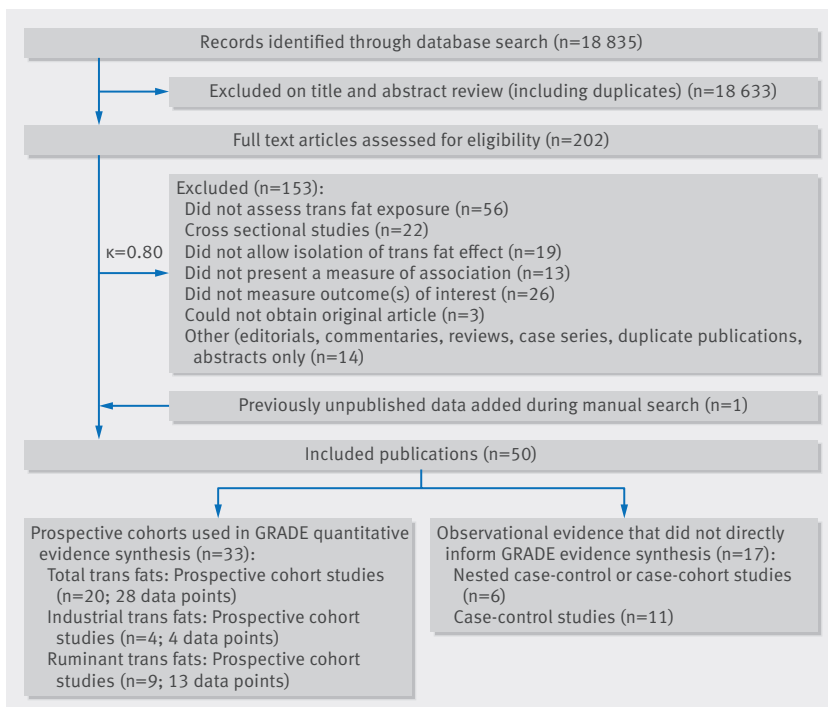 Records identified through database search (n=18 835)
Excluded on title and abstract review (including duplicates) (n=18 633)
Full text articles assessed for eligibility (n=202)
κ=0.80
Excluded (n=153):
Did not assess trans fat exposure (n=56)
Cross sectional studies (n=22)
Did not allow isolation of trans fat effect (n=19)
Did not present a measure of association (n=13)
Did not measure outcome(s) of interest (n=26)
Could not obtain original article (n=3)
Other (editorials, commentaries, reviews, case series, duplicate publications,
abstracts only (n=14)
Previously unpublished data added during manual search (n=1)
Included publications (n=50)
Prospective cohorts used in GRADE quantitative
evidence synthesis (n=33):
Total trans fats: Prospective cohort studies
(n=20; 28 data points)
Industrial trans fats: Prospective cohort
studies (n=4; 4 data points)
Ruminant trans fats: Prospective cohort
studies (n=9; 13 data points)
Observational evidence that did not directly
inform GRADE evidence synthesis (n=17):
Nested case-control or case-cohort studies
(n=6)
Case-control studies (n=11)